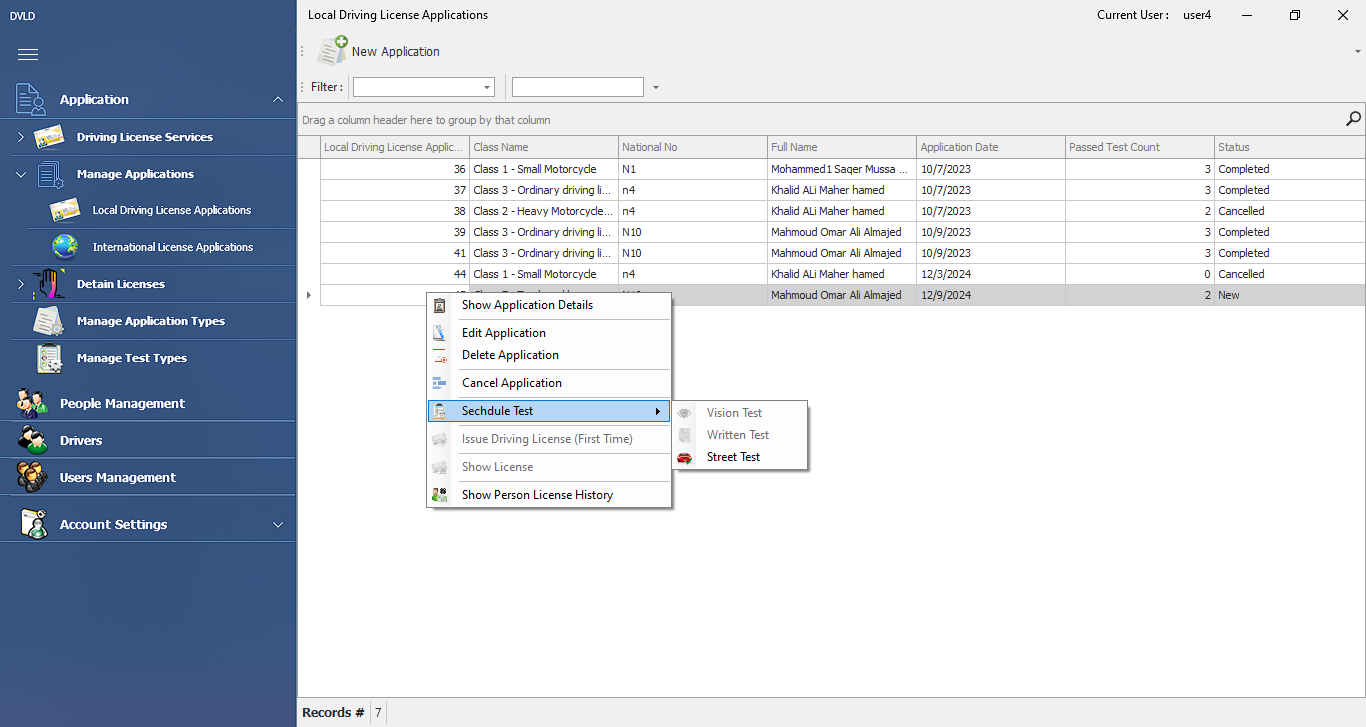 DVLD
Application
Driving License Services
Manage Applications
Local Driving License Applications
International License Applications
Detain Licenses
Manage Application Types
Manage Test Types
People Management
Drivers
Users Management
Account Settings
Local Driving License Applications Current User : user4
New Application
Filter :
Drag a column header here to group by that column
Local Driving License Applic... Class Name National No Full Name Application Date Passed Test Count Status
36 Class 1 - Small Motorcycle N1 Mohammed1 Saqer Mussa ... 10/7/2023 3 Completed
37 Class 3 - Ordinary driving li... n4 Khalid ALi Maher hamed 10/7/2023 3 Completed
38 Class 2 - Heavy Motorcycle... n4 Khalid ALi Maher hamed 10/7/2023 2 Cancelled
39 Class 3 - Ordinary driving li... N10 Mahmoud Omar Ali Almajed 10/9/2023 3 Completed
41 Class 3 - Ordinary driving li... N10 Mahmoud Omar Ali Almajed 10/9/2023 3 Completed
44 Class 1 - Small Motorcycle n4 Khalid ALi Maher hamed 12/3/2024 0 Cancelled
Mahmoud Omar Ali Almajed 12/9/2024 2 New
Show Application Details
Edit Application
Delete Application
Cancel Application
Sechdule Test
Issue Driving License (First Time)
Show License
Show Person License History
Vision Test
Written Test
Street Test
Records # 7